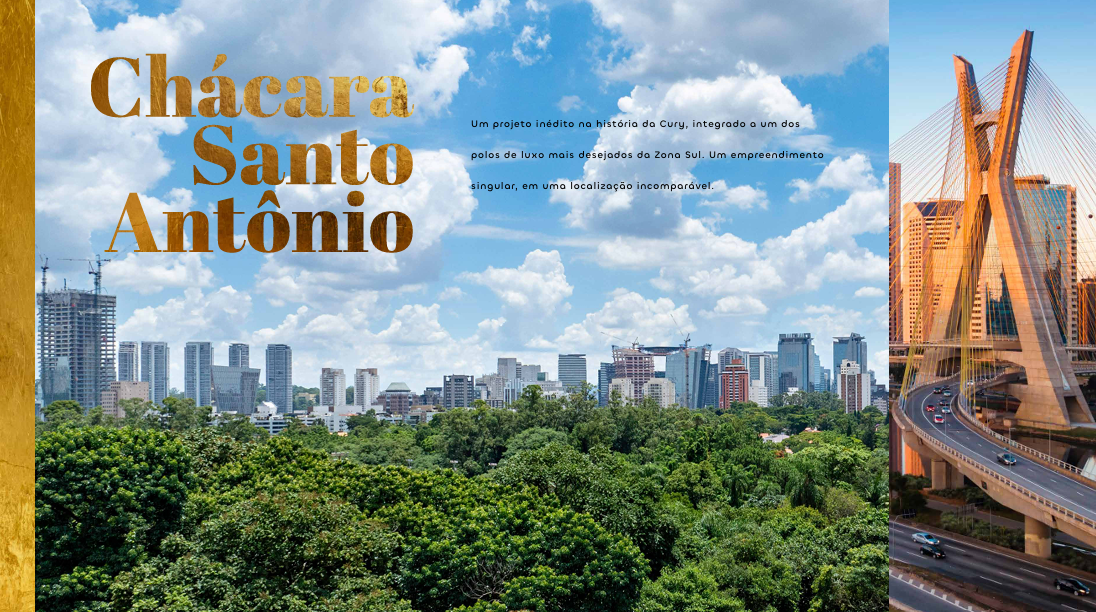 Chácara
Santo
Antônio
Um projeto inédito na história da Cury, integrado a um dos
polos de luxo mais desejados da Zona Sul. Um empreendimento
singular, em uma localização incomparável.